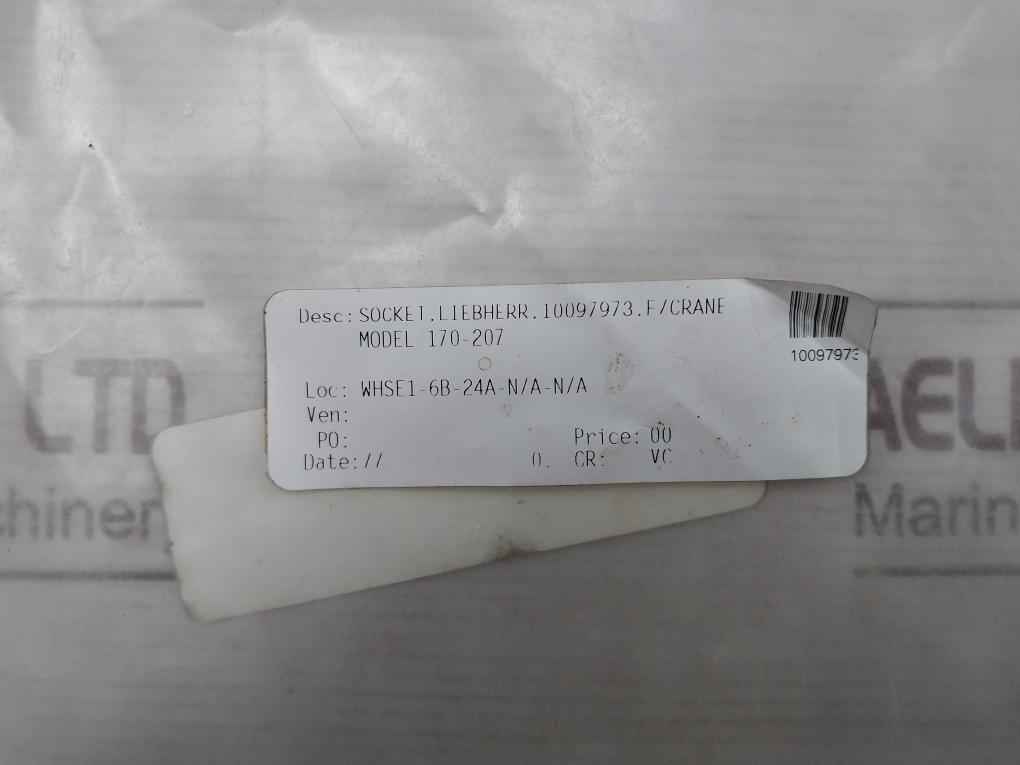 Desc: SOCKET,LIEBHERR,10097973,F/CRANE
MODEL 170-207
10097973
Loc: WHSE1-6B-24A-N/A-N/A
Ven:
PO: Price: 00
Date: // 0. CR: VC
LTD
AEL
chinery
Marin